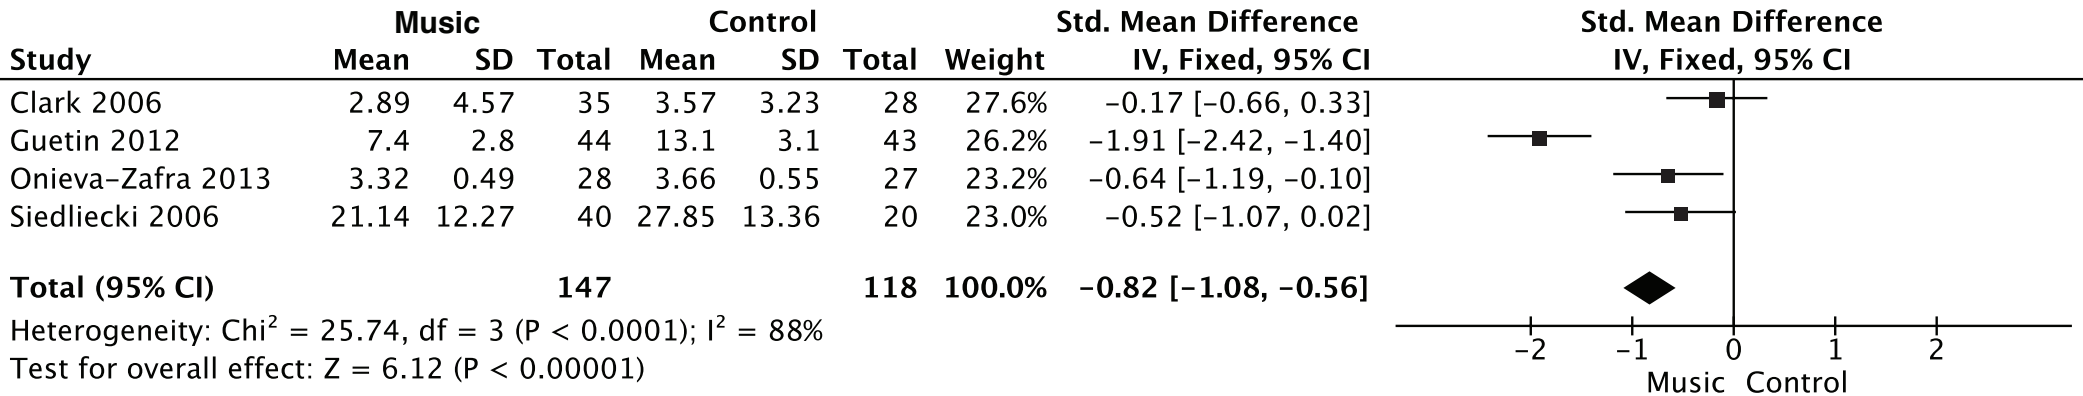 Music Control Std. Mean Difference Std. Mean Difference
Study Mean SD Total Mean SD Total Weight IV, Fixed, 95% CI IV, Fixed, 95% CI
Clark 2006 2.89 4.57 35 3.57 3.23 28 27.6% −0.17 [−0.66, 0.33]
Guetin 2012 7.4 2.8 44 13.1 3.1 43 26.2% −1.91 [−2.42, −1.40]
Onieva−Zafra 2013 3.32 0.49 28 3.66 0.55 27 23.2% −0.64 [−1.19, −0.10]
Siedliecki 2006 21.14 12.27 40 27.85 13.36 20 23.0% −0.52 [−1.07, 0.02]
Total (95% CI) 147 118 100.0% −0.82 [−1.08, −0.56]
Heterogeneity: Chi² = 25.74, df = 3 (P < 0.0001); I² = 88%
Test for overall effect: Z = 6.12 (P < 0.00001)
−2 −1 0 1 2
Music Control